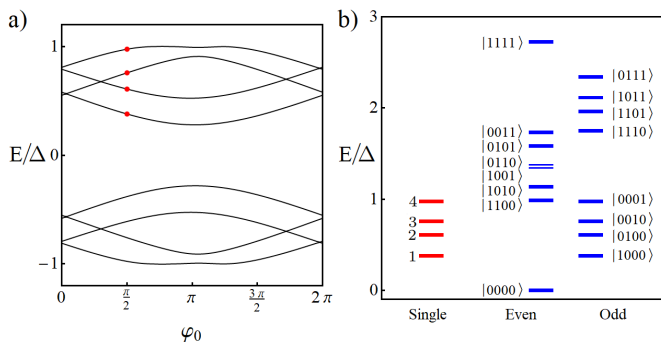 a)
1
E/Δ
0
−1
0
π/2
π
3π/2
2π
φ₀
b)
3
2
E/Δ
1
0
4
3
2
1
|1111⟩
|0011⟩
|0101⟩
|0110⟩
|1001⟩
|1010⟩
|1100⟩
|0000⟩
|0111⟩
|1011⟩
|1101⟩
|1110⟩
|0001⟩
|0010⟩
|0100⟩
|1000⟩
Single Even Odd